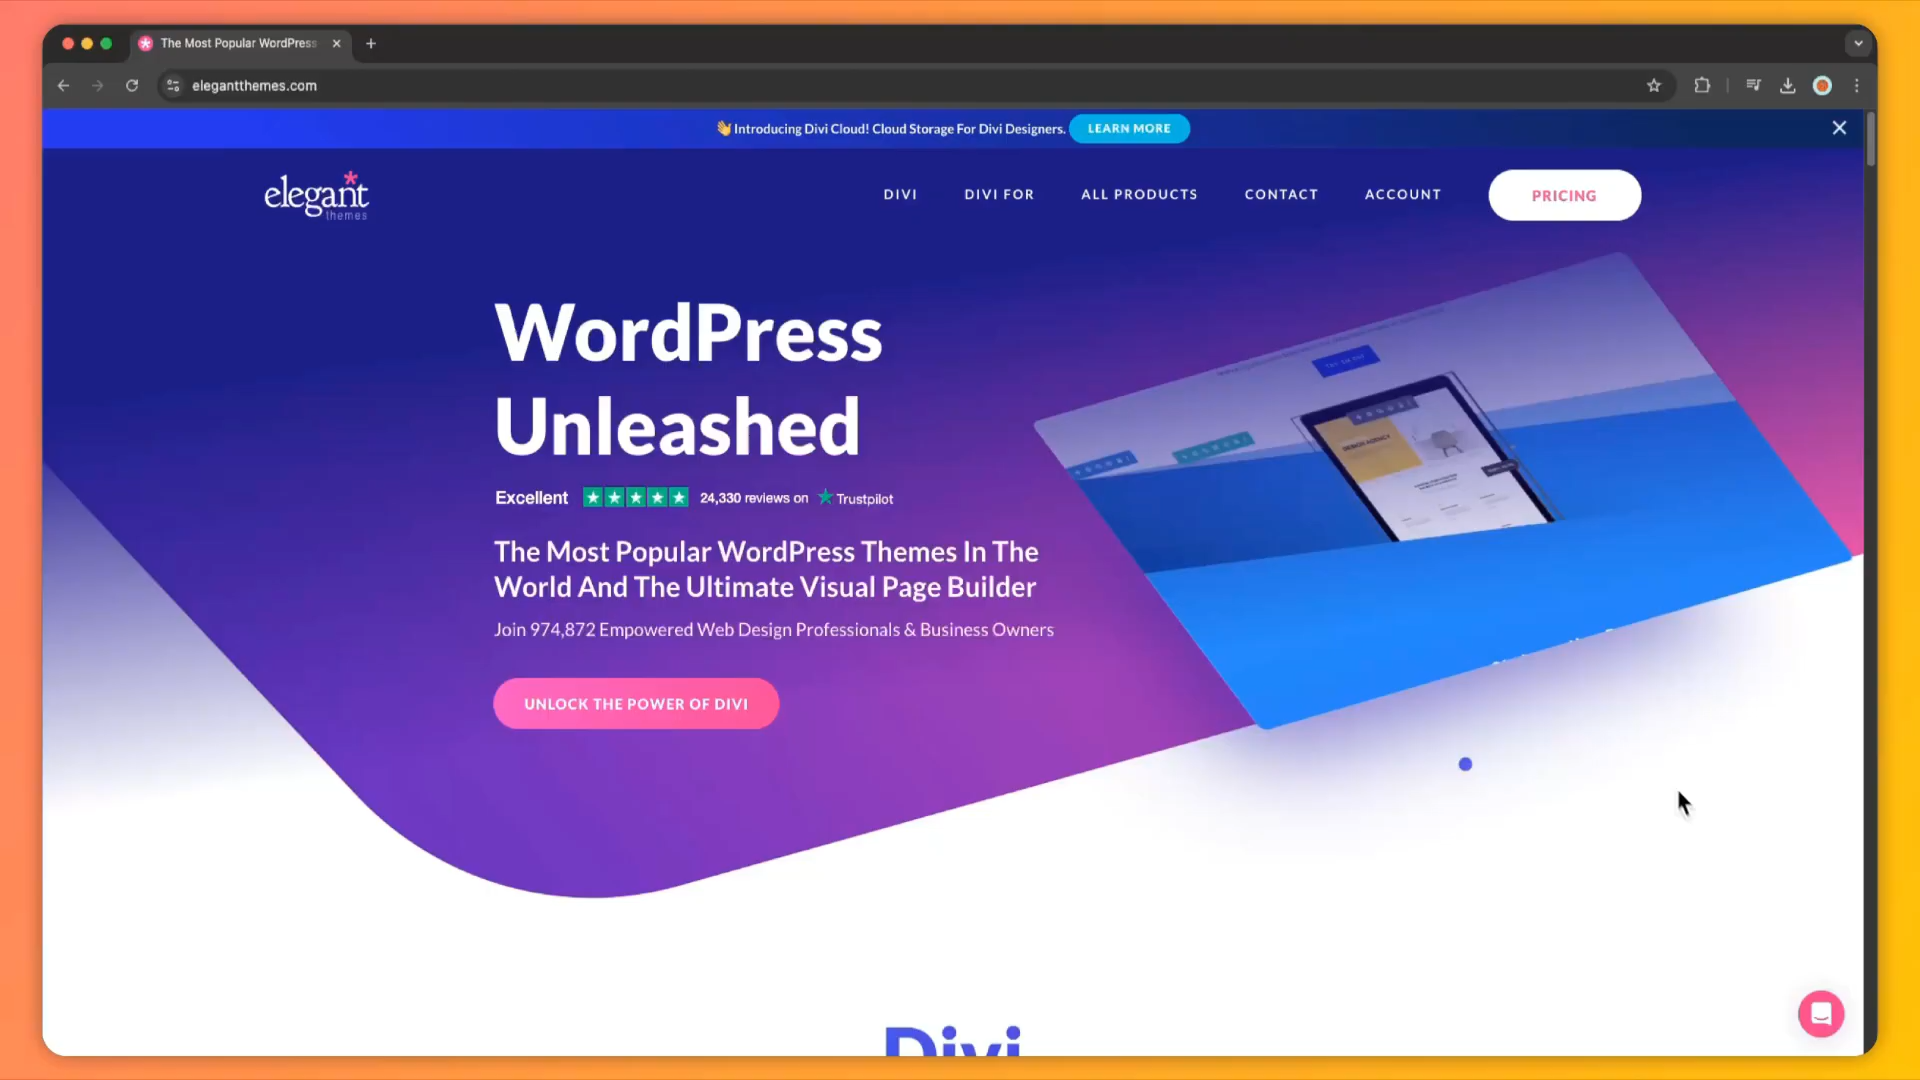 The Most Popular WordPress
elegantthemes.com
👋 Introducing Divi Cloud! Cloud Storage For Divi Designers. LEARN MORE
elegant
themes
DIVI DIVI FOR ALL PRODUCTS CONTACT ACCOUNT PRICING
WordPress
Unleashed
Excellent 24,330 reviews on Trustpilot
The Most Popular WordPress Themes In The
World And The Ultimate Visual Page Builder
Join 974,872 Empowered Web Design Professionals & Business Owners
UNLOCK THE POWER OF DIVI
DESIGN AGENCY
Divi